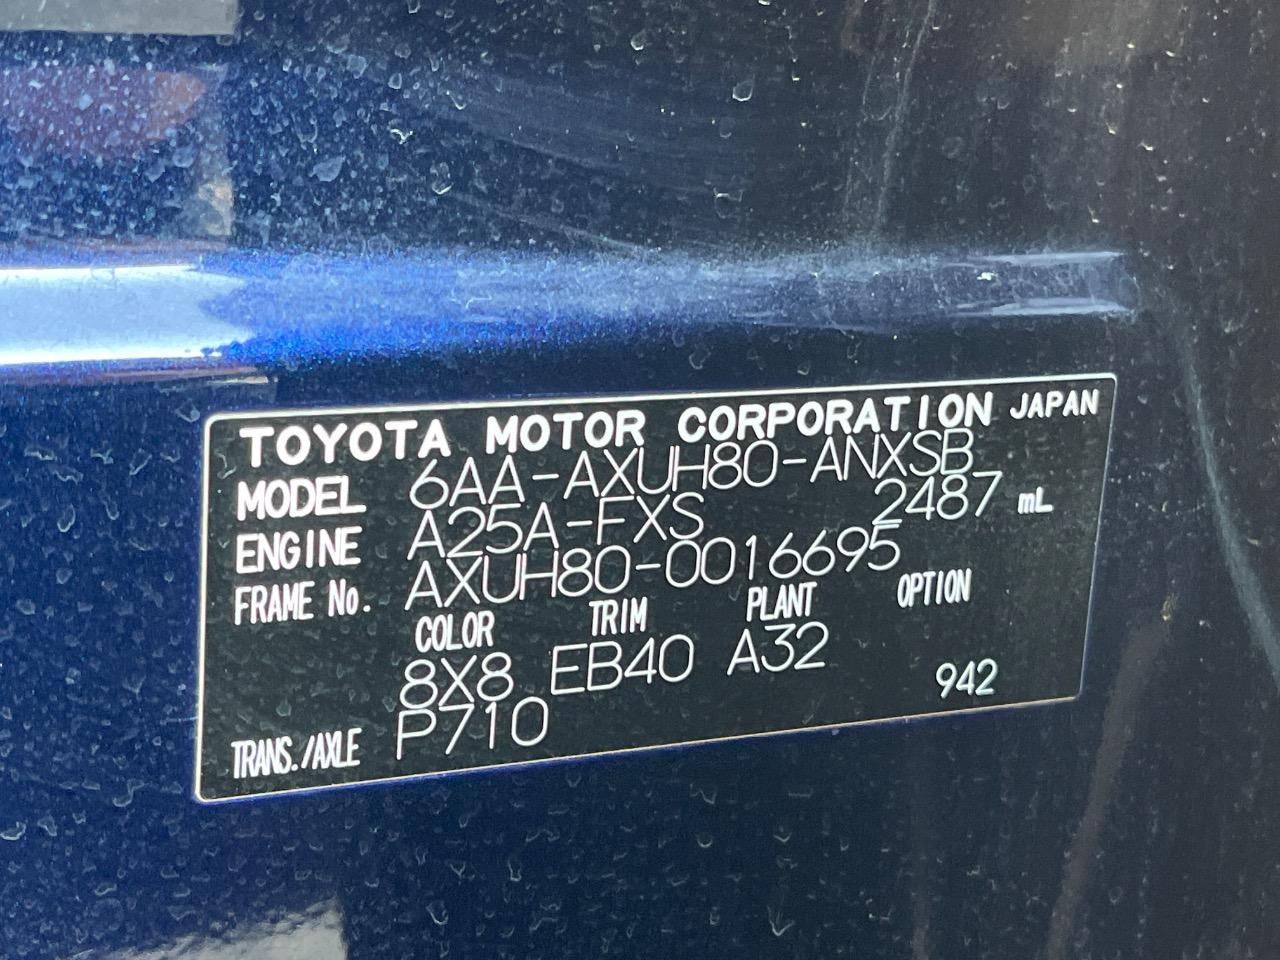 TOYOTA MOTOR CORPORATION JAPAN
MODEL 6AA-AXUH80-ANXSB
ENGINE A25A-FXS 2487 mL
FRAME No. AXUH80-0016695
COLOR TRIM PLANT OPTION
8X8 EB40 A32 942
TRANS./AXLE P710